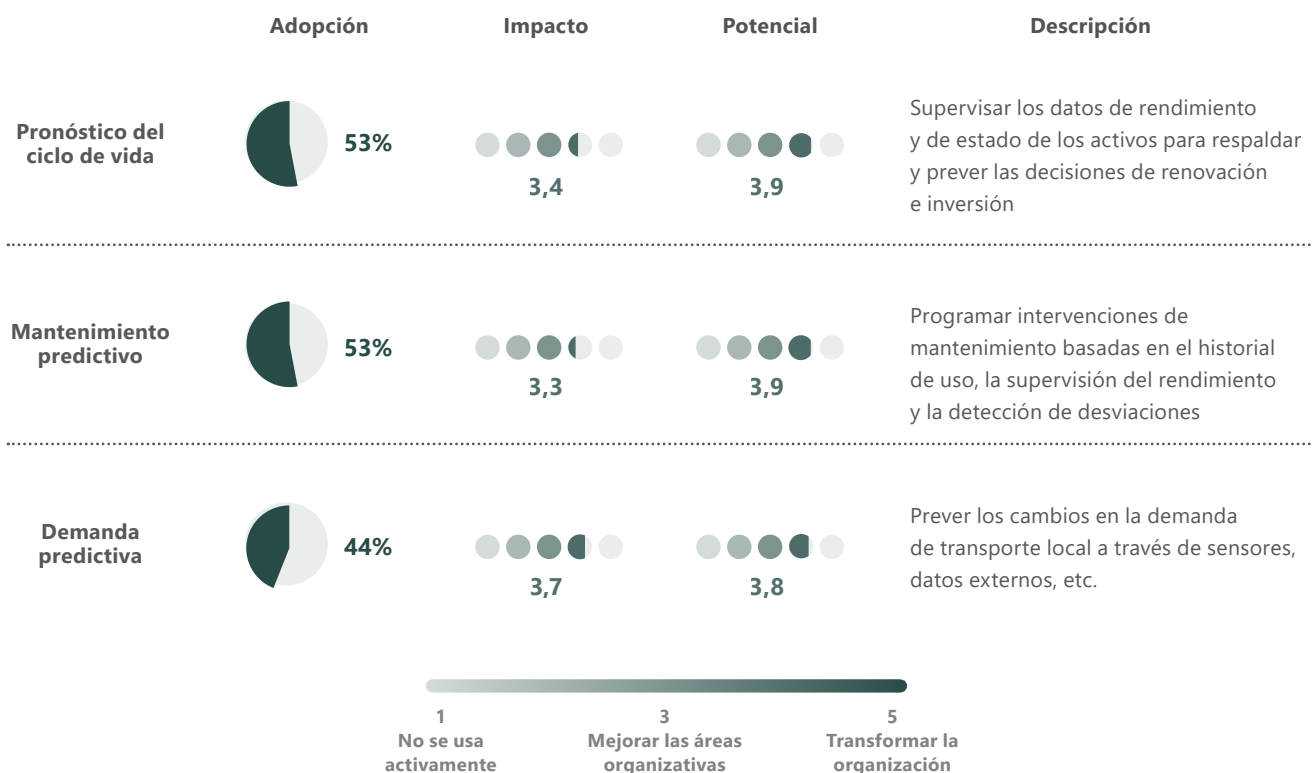 Adopción Impacto Potencial Descripción
Pronóstico del
ciclo de vida
53%
3,4
3,9
Supervisar los datos de rendimiento
y de estado de los activos para respaldar
y prever las decisiones de renovación
e inversión
Mantenimiento
predictivo
53%
3,3
3,9
Programar intervenciones de
mantenimiento basadas en el historial
de uso, la supervisión del rendimiento
y la detección de desviaciones
Demanda
predictiva
44%
3,7
3,8
Prever los cambios en la demanda
de transporte local a través de sensores,
datos externos, etc.
1
No se usa
activamente
3
Mejorar las áreas
organizativas
5
Transformar la
organización